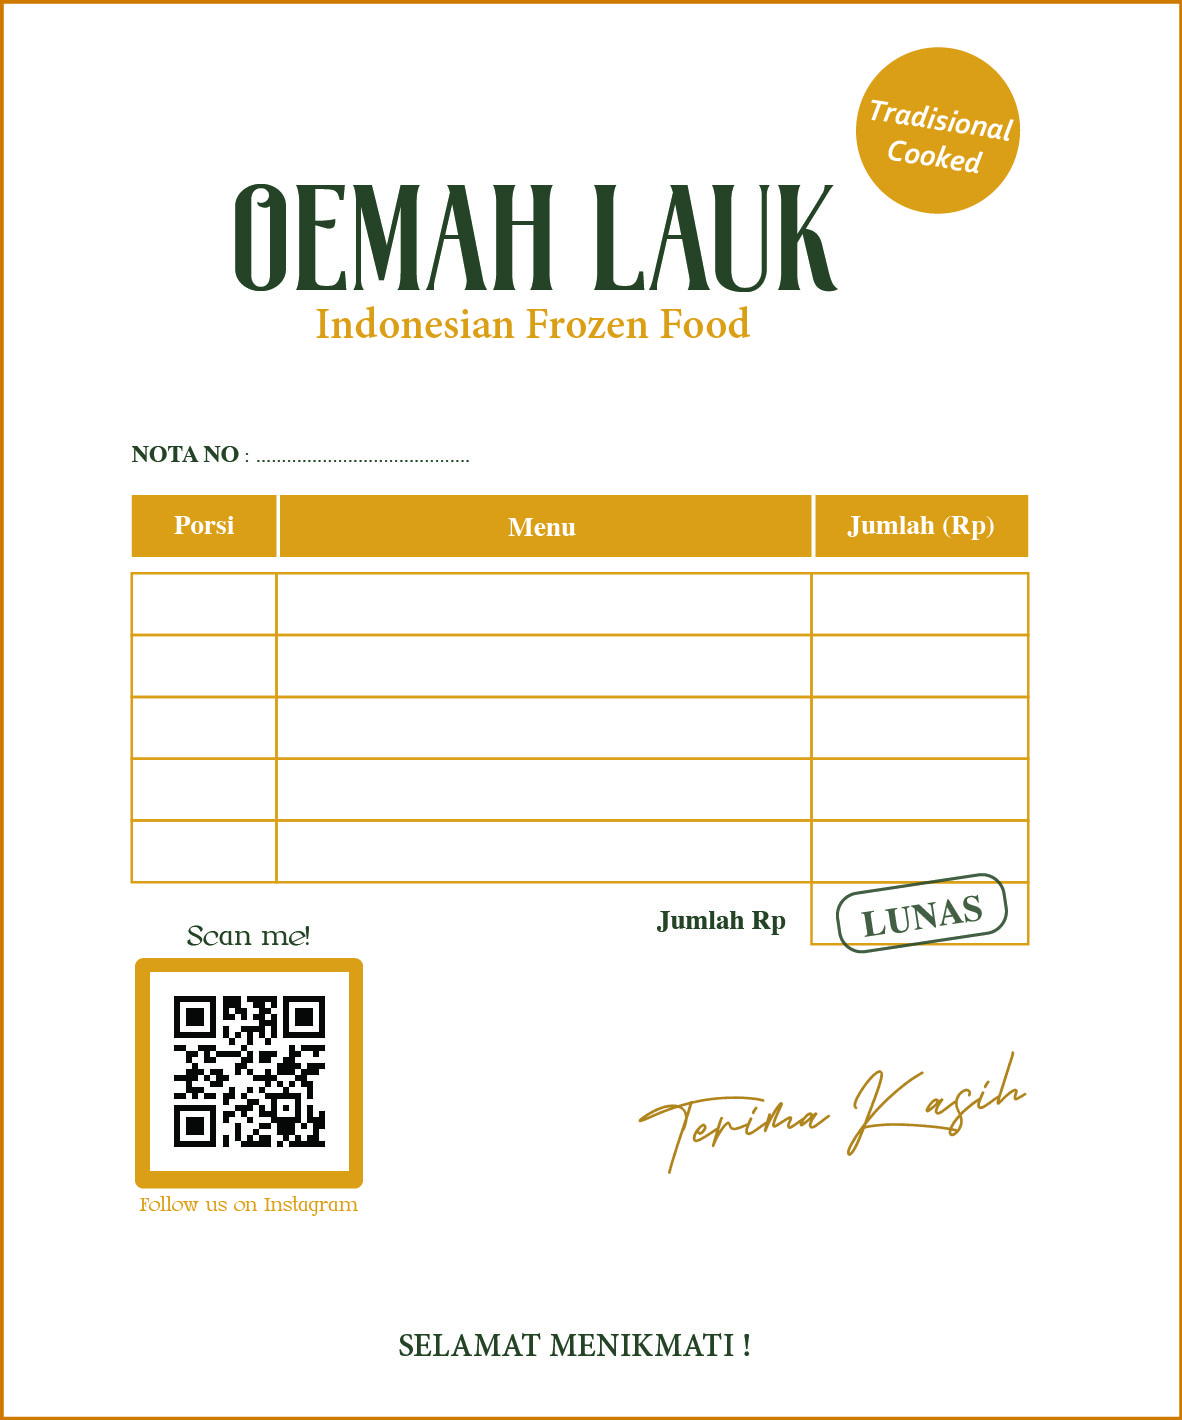 Tradisional
Cooked
OEMAH LAUK
Indonesian Frozen Food
NOTA NO : ..........................................
Porsi Menu Jumlah (Rp)
Jumlah Rp LUNAS
Scan me!
Terima Kasih
Follow us on Instagram
SELAMAT MENIKMATI !